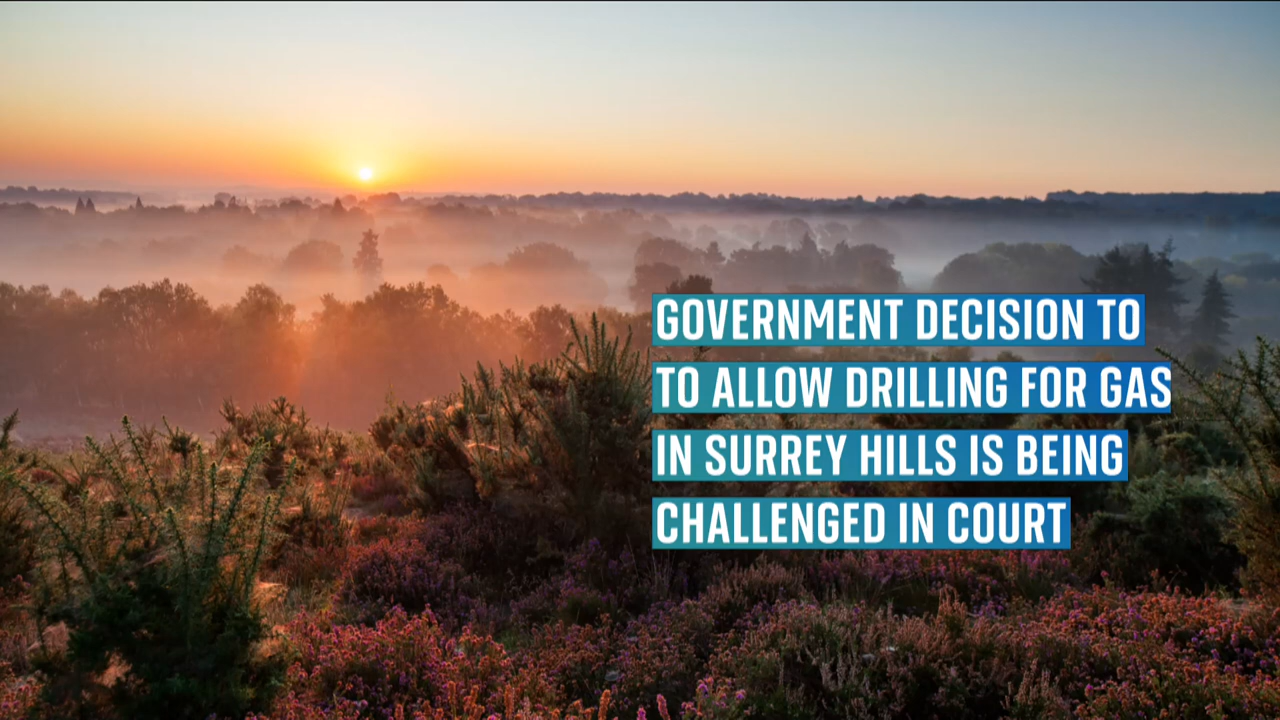 GOVERNMENT DECISION TO
TO ALLOW DRILLING FOR GAS
IN SURREY HILLS IS BEING
CHALLENGED IN COURT